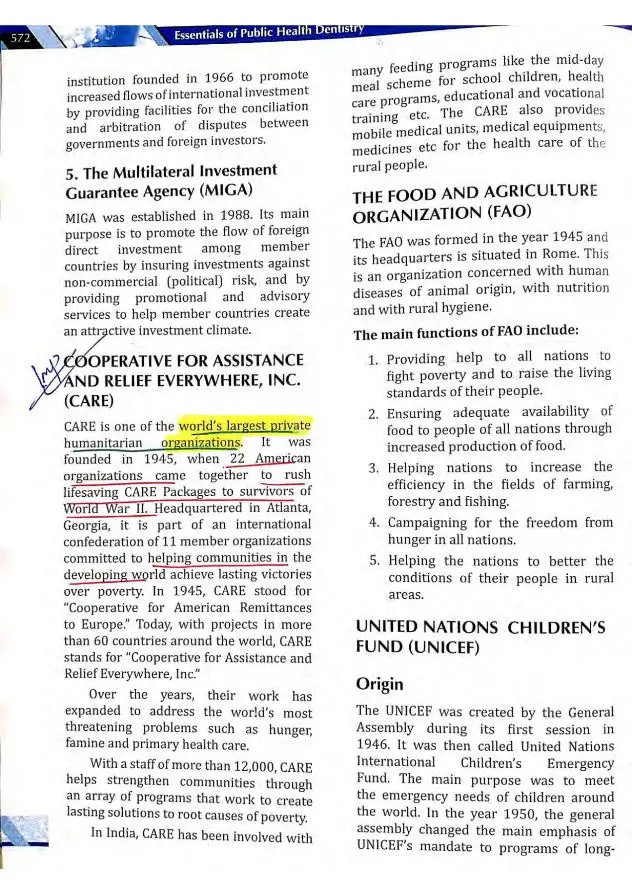 572
Essentials of Public Health Dentistry
institution founded in 1966 to promote
increased flows of international investment
by providing facilities for the conciliation
and arbitration of disputes between
governments and foreign investors.
5. The Multilateral Investment
Guarantee Agency (MIGA)
MIGA was established in 1988. Its main
purpose is to promote the flow of foreign
direct investment among member
countries by insuring investments against
non-commercial (political) risk, and by
providing promotional and advisory
services to help member countries create
an attractive investment climate.
Imp
COOPERATIVE FOR ASSISTANCE
AND RELIEF EVERYWHERE, INC.
(CARE)
CARE is one of the world's largest private
humanitarian organizations. It was
founded in 1945, when 22 American
organizations came together to rush
lifesaving CARE Packages to survivors of
World War II. Headquartered in Atlanta,
Georgia, it is part of an international
confederation of 11 member organizations
committed to helping communities in the
developing world achieve lasting victories
over poverty. In 1945, CARE stood for
"Cooperative for American Remittances
to Europe." Today, with projects in more
than 60 countries around the world, CARE
stands for "Cooperative for Assistance and
Relief Everywhere, Inc."
Over the years, their work has
expanded to address the world's most
threatening problems such as hunger,
famine and primary health care.
With a staff of more than 12,000, CARE
helps strengthen communities through
an array of programs that work to create
lasting solutions to root causes of poverty.
In India, CARE has been involved with
many feeding programs like the mid-day
meal scheme for school children, health
care programs, educational and vocational
training etc. The CARE also provides
mobile medical units, medical equipments,
medicines etc for the health care of the
rural people.
THE FOOD AND AGRICULTURE
ORGANIZATION (FAO)
The FAO was formed in the year 1945 and
its headquarters is situated in Rome. This
is an organization concerned with human
diseases of animal origin, with nutrition
and with rural hygiene.
The main functions of FAO include:
1. Providing help to all nations to
fight poverty and to raise the living
standards of their people.
2. Ensuring adequate availability of
food to people of all nations through
increased production of food.
3. Helping nations to increase the
efficiency in the fields of farming,
forestry and fishing.
4. Campaigning for the freedom from
hunger in all nations.
5. Helping the nations to better the
conditions of their people in rural
areas.
UNITED NATIONS CHILDREN'S
FUND (UNICEF)
Origin
The UNICEF was created by the General
Assembly during its first session in
1946. It was then called United Nations
International Children's Emergency
Fund. The main purpose was to meet
the emergency needs of children around
the world. In the year 1950, the general
assembly changed the main emphasis of
UNICEF's mandate to programs of long-